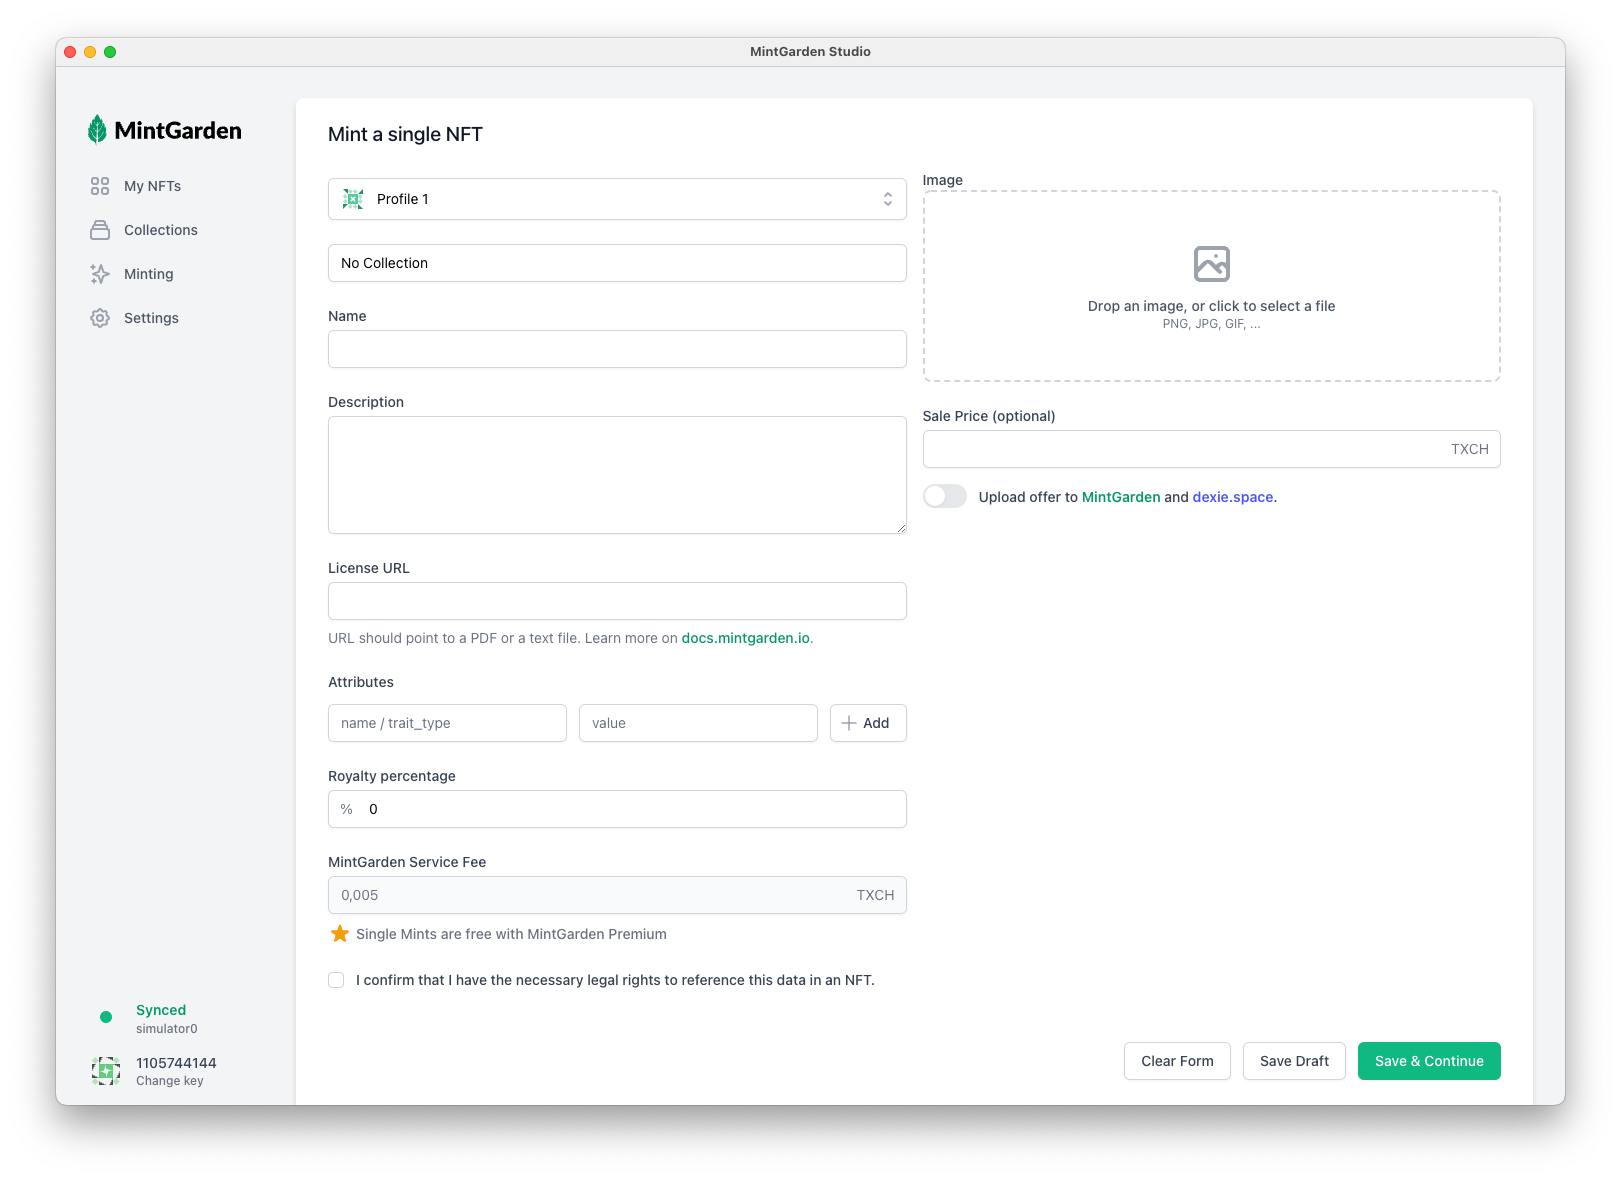 MintGarden Studio
MintGarden
My NFTs
Collections
Minting
Settings
Synced
simulator0
1105744144
Change key
Mint a single NFT
Profile 1
No Collection
Name
Description
License URL
URL should point to a PDF or a text file. Learn more on docs.mintgarden.io.
Attributes
name / trait_type
value
Add
Royalty percentage
% 0
MintGarden Service Fee
0,005 TXCH
Single Mints are free with MintGarden Premium
I confirm that I have the necessary legal rights to reference this data in an NFT.
Image
Drop an image, or click to select a file
PNG, JPG, GIF, ...
Sale Price (optional)
TXCH
Upload offer to MintGarden and dexie.space.
Clear Form
Save Draft
Save & Continue